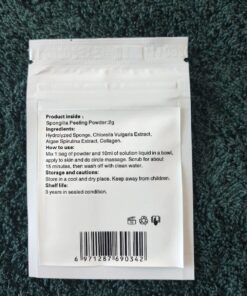 Product inside :
Spongilla Peeling Powder:2g
Ingredients:
Hydrolyzed Sponge, Chlorella Vulgaris Extract,
Algae Spirulina Extract, Collagen.
How to use:
Mix 1 bag of powder and 10ml of solution liquid in a bowl,
apply to skin and do circle massage. Scrub for about
15 minutes, then wash off with clean water.
Storage and cautions:
Store in a cool and dry place. Keep away from children.
Shelf life:
3 years in sealed condition.
6 971287 690342